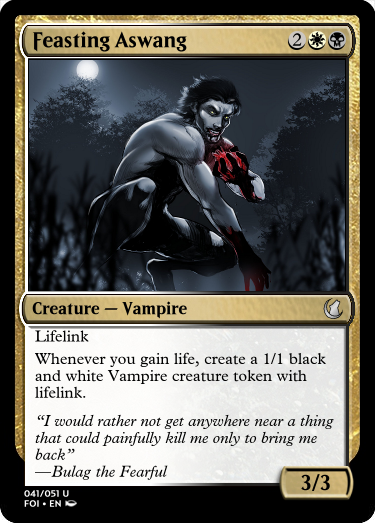 Feasting Aswang 2
Creature — Vampire
Lifelink
Whenever you gain life, create a 1/1 black
and white Vampire creature token with
lifelink.
“I would rather not get anywhere near a thing
that could painfully kill me only to bring me
back”
—Bulag the Fearful
3/3
041/051 U
FOI • EN